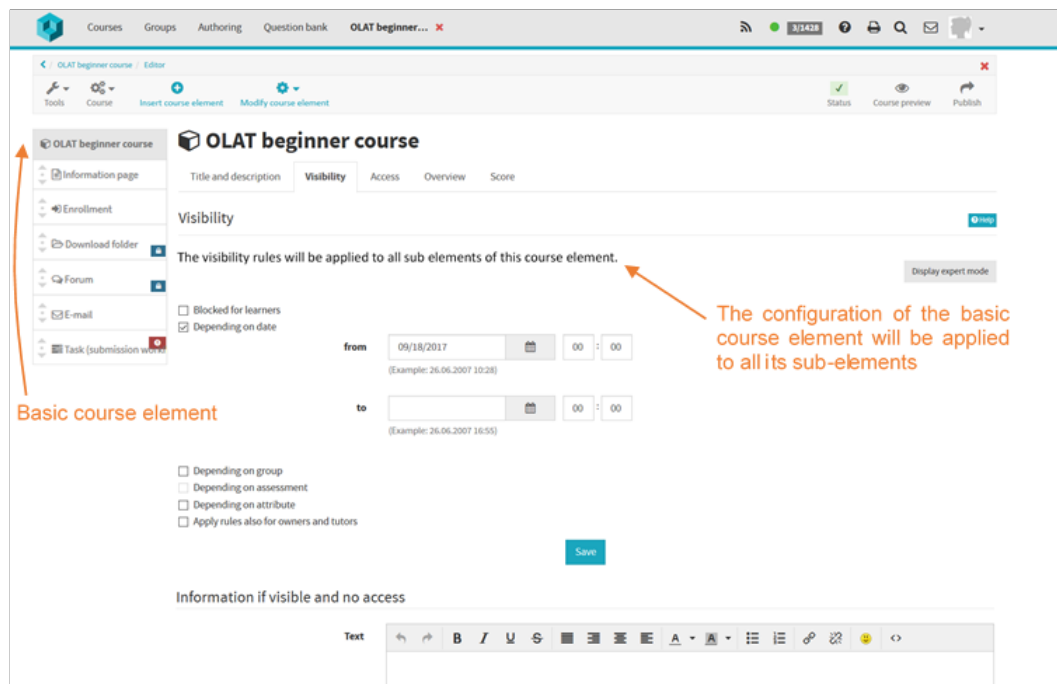 Courses Groups Authoring Question bank OLAT beginner... 3/1428
/ OLAT beginner course / Editor
Tools Course Insert course element Modify course element Status Course preview Publish
OLAT beginner course
Information page
Enrollment
Download folder
Forum
E-mail
Task (submission work
Basic course element
OLAT beginner course
Title and description Visibility Access Overview Score
Visibility Help
The visibility rules will be applied to all sub elements of this course element.
Display expert mode
The configuration of the basic
course element will be applied
to all its sub-elements
Blocked for learners
Depending on date
from 09/18/2017 00 : 00
(Example: 26.06.2007 10:28)
to 00 : 00
(Example: 26.06.2007 16:55)
Depending on group
Depending on assessment
Depending on attribute
Apply rules also for owners and tutors
Save
Information if visible and no access
Text B I U S A A